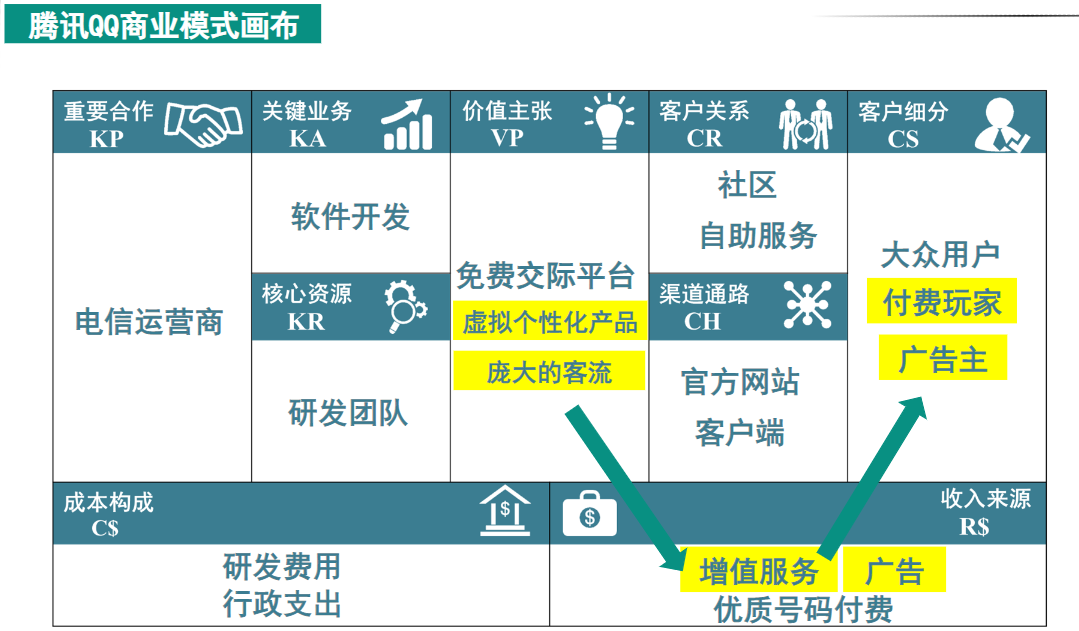 腾讯QQ商业模式画布
重要合作
KP
电信运营商
关键业务
KA
软件开发
核心资源
KR
研发团队
价值主张
VP
免费交际平台
虚拟个性化产品
庞大的客流
客户关系
CR
社区
自助服务
渠道通路
CH
官方网站
客户端
客户细分
CS
大众用户
付费玩家
广告主
成本构成
C$
$
研发费用
行政支出
$
收入来源
R$
增值服务 广告
优质号码付费